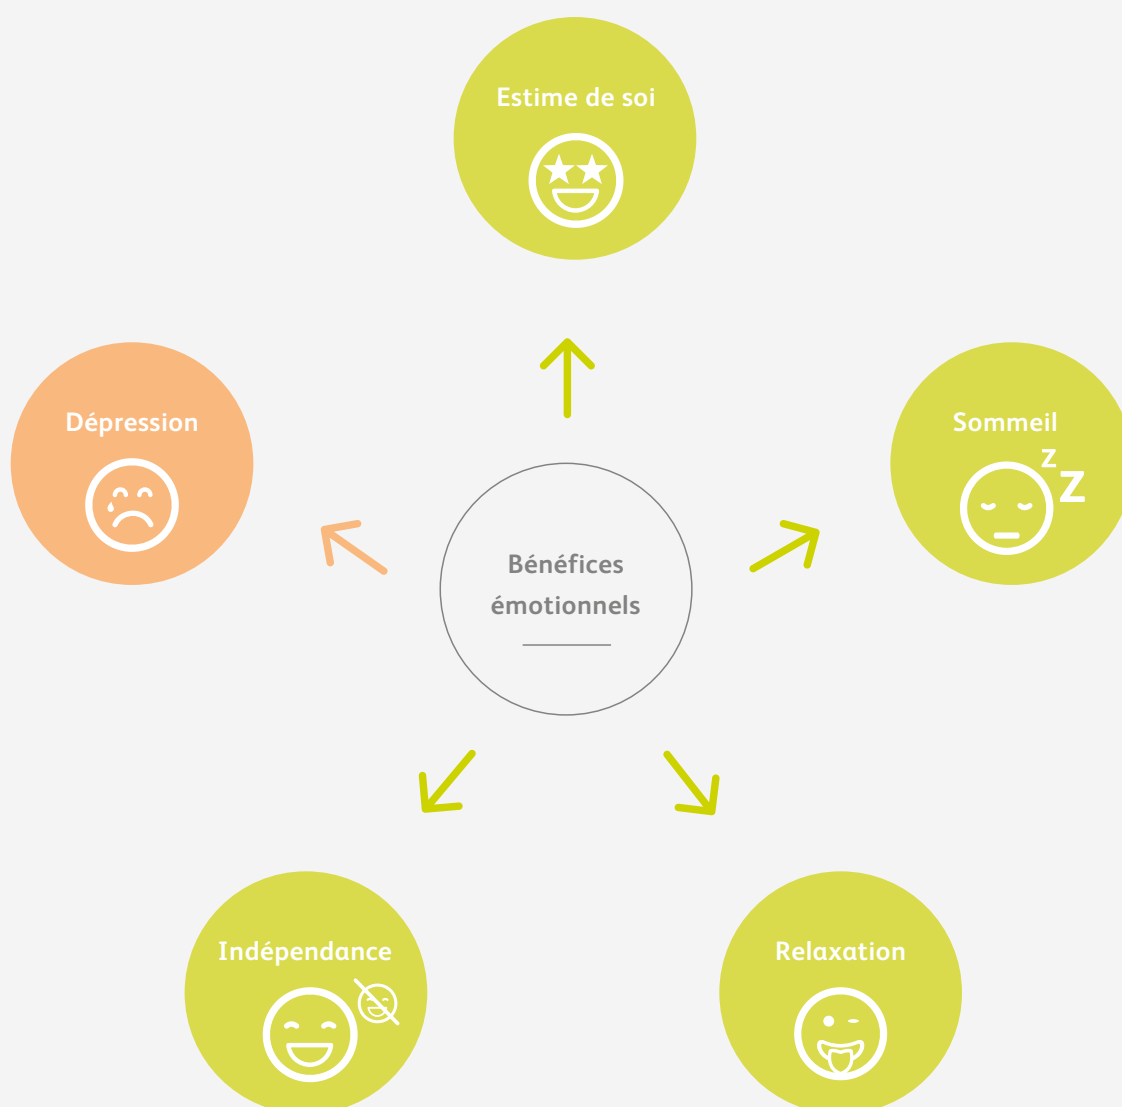 Estime de soi
Dépression
Sommeil
z
z
Bénéfices
émotionnels
Indépendance
Relaxation